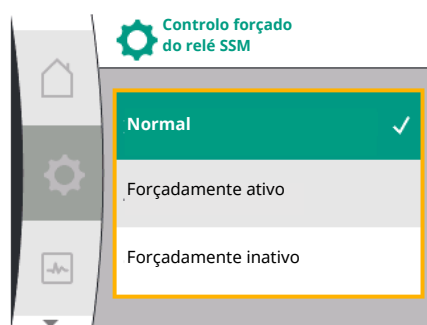 Controlo forçado
do relé SSM
Normal
Forçadamente ativo
Forçadamente inativo